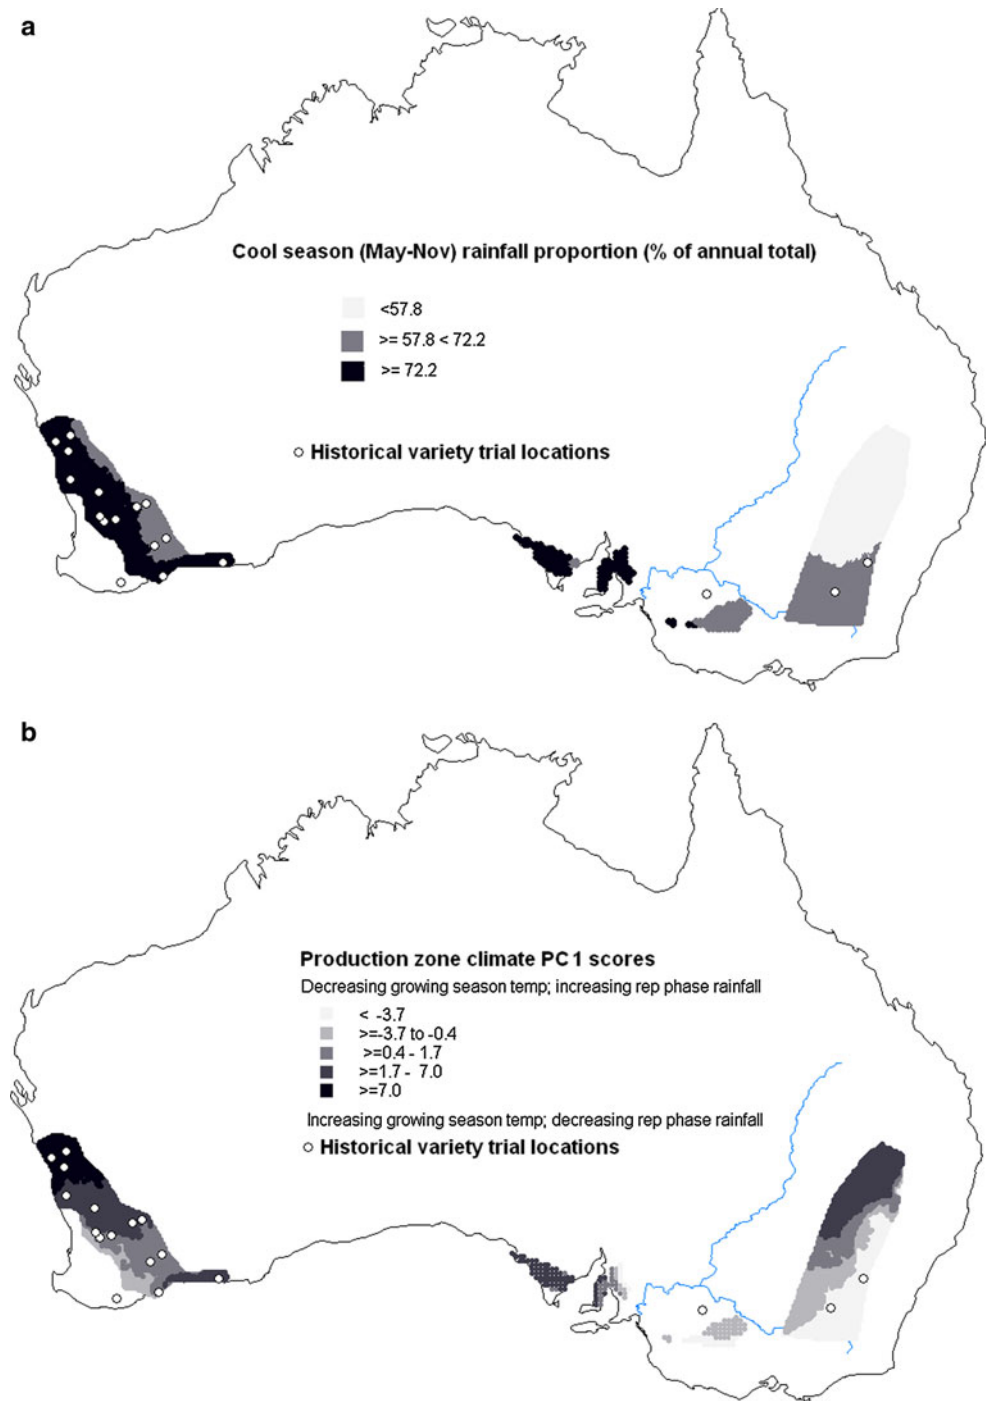 a
Cool season (May-Nov) rainfall proportion (% of annual total)
<57.8
>= 57.8 < 72.2
>= 72.2
Historical variety trial locations
b
Production zone climate PC1 scores
Decreasing growing season temp; increasing rep phase rainfall
< -3.7
>=-3.7 to -0.4
>=0.4 - 1.7
>=1.7 - 7.0
>=7.0
Increasing growing season temp; decreasing rep phase rainfall
Historical variety trial locations